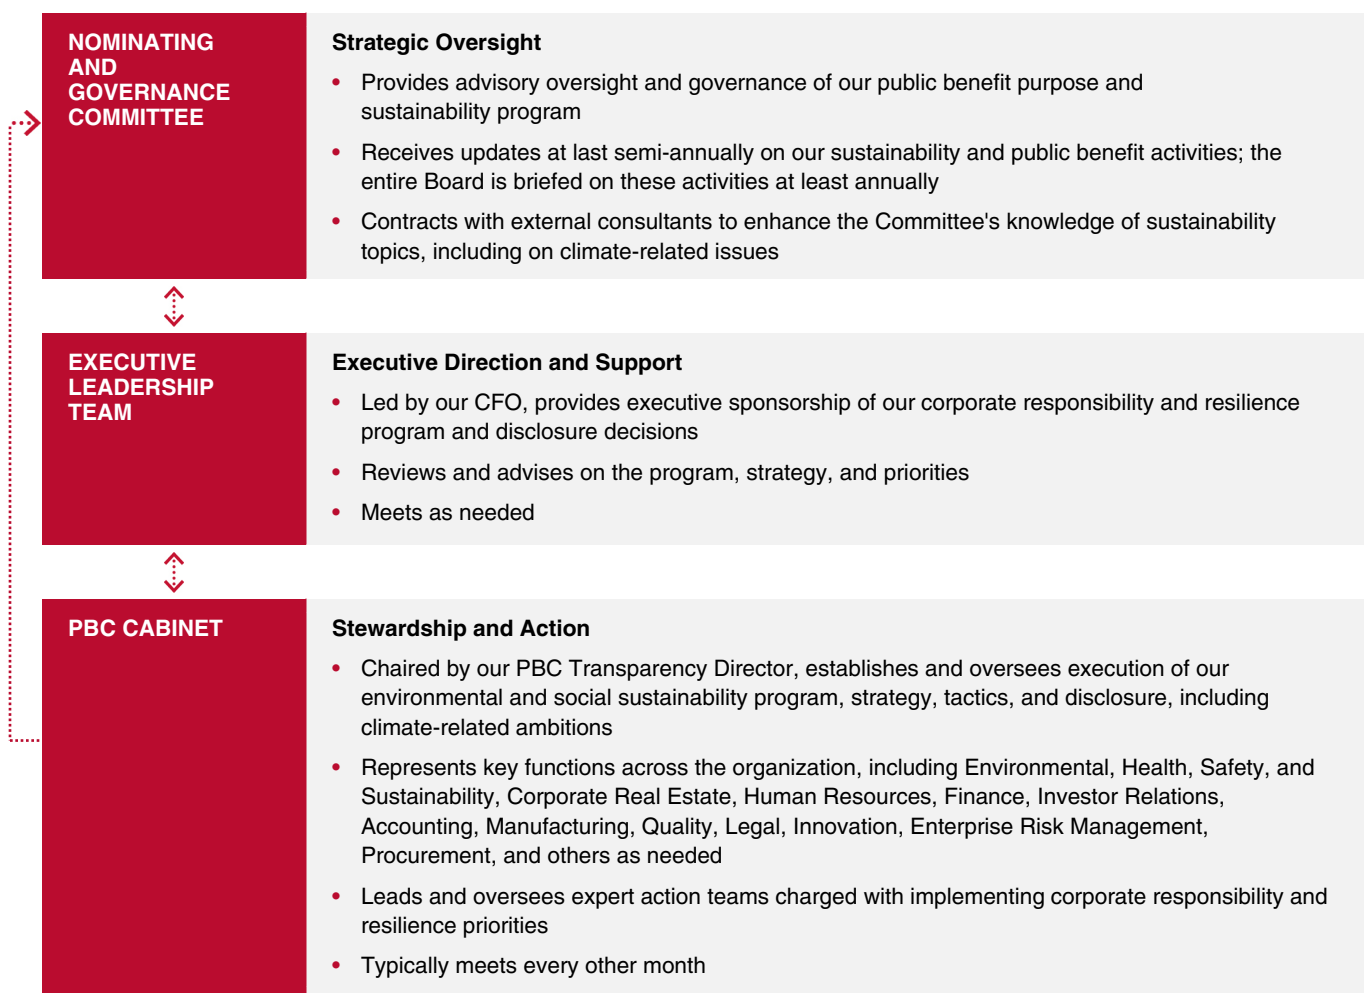 NOMINATING
AND
GOVERNANCE
COMMITTEE
Strategic Oversight
• Provides advisory oversight and governance of our public benefit purpose and
sustainability program
• Receives updates at last semi-annually on our sustainability and public benefit activities; the
entire Board is briefed on these activities at least annually
• Contracts with external consultants to enhance the Committee's knowledge of sustainability
topics, including on climate-related issues
EXECUTIVE
LEADERSHIP
TEAM
Executive Direction and Support
• Led by our CFO, provides executive sponsorship of our corporate responsibility and resilience
program and disclosure decisions
• Reviews and advises on the program, strategy, and priorities
• Meets as needed
PBC CABINET
Stewardship and Action
• Chaired by our PBC Transparency Director, establishes and oversees execution of our
environmental and social sustainability program, strategy, tactics, and disclosure, including
climate-related ambitions
• Represents key functions across the organization, including Environmental, Health, Safety, and
Sustainability, Corporate Real Estate, Human Resources, Finance, Investor Relations,
Accounting, Manufacturing, Quality, Legal, Innovation, Enterprise Risk Management,
Procurement, and others as needed
• Leads and oversees expert action teams charged with implementing corporate responsibility and
resilience priorities
• Typically meets every other month